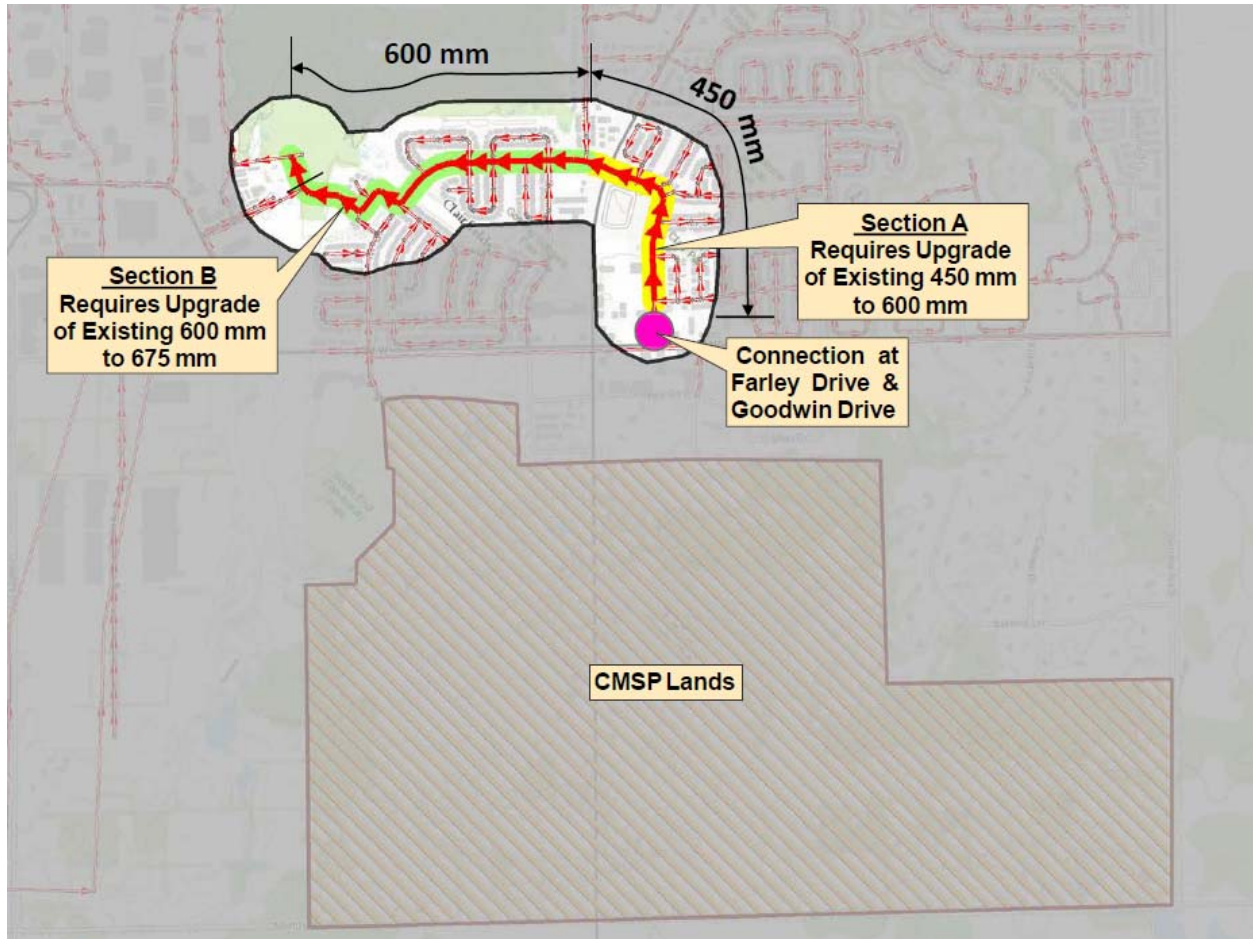 600 mm
450 mm
Section A
Requires Upgrade
of Existing 450 mm
to 600 mm
Section B
Requires Upgrade
of Existing 600 mm
to 675 mm
Connection at
Farley Drive &
Goodwin Drive
CMSP Lands